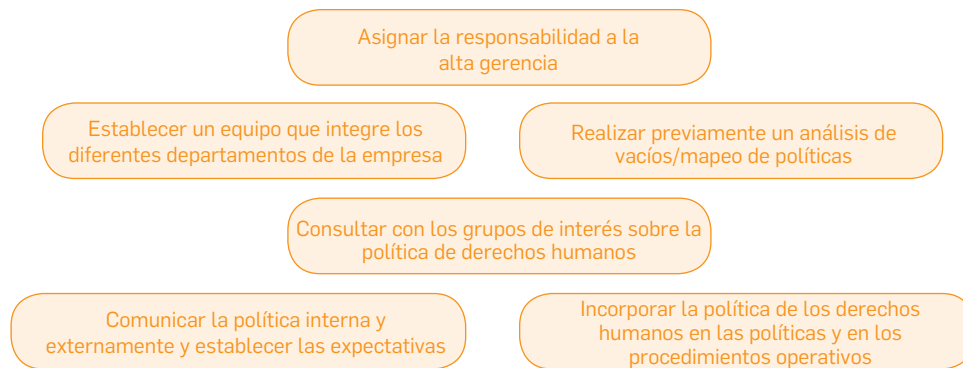 Asignar la responsabilidad a la
alta gerencia
Establecer un equipo que integre los
diferentes departamentos de la empresa
Realizar previamente un análisis de
vacíos/mapeo de políticas
Consultar con los grupos de interés sobre la
política de derechos humanos
Comunicar la política interna y
externamente y establecer las expectativas
Incorporar la política de los derechos
humanos en las políticas y en los
procedimientos operativos